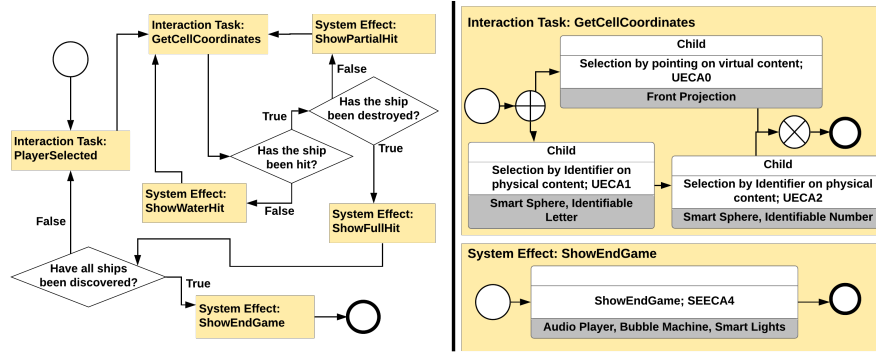 Interaction Task:
GetCellCoordinates
System Effect:
ShowPartialHit
False
Has the ship
been destroyed?
True
Interaction Task:
PlayerSelected
Has the ship
been hit?
True
System Effect:
ShowWaterHit
False
System Effect:
ShowFullHit
False
Have all ships
been discovered?
True
System Effect:
ShowEndGame
Interaction Task: GetCellCoordinates
Child
Selection by pointing on virtual content;
UECA0
Front Projection
Child
Selection by Identifier on
physical content; UECA1
Smart Sphere, Identifiable
Letter
Child
Selection by Identifier on physical
content; UECA2
Smart Sphere, Identifiable Number
System Effect: ShowEndGame
ShowEndGame; SEECA4
Audio Player, Bubble Machine, Smart Lights